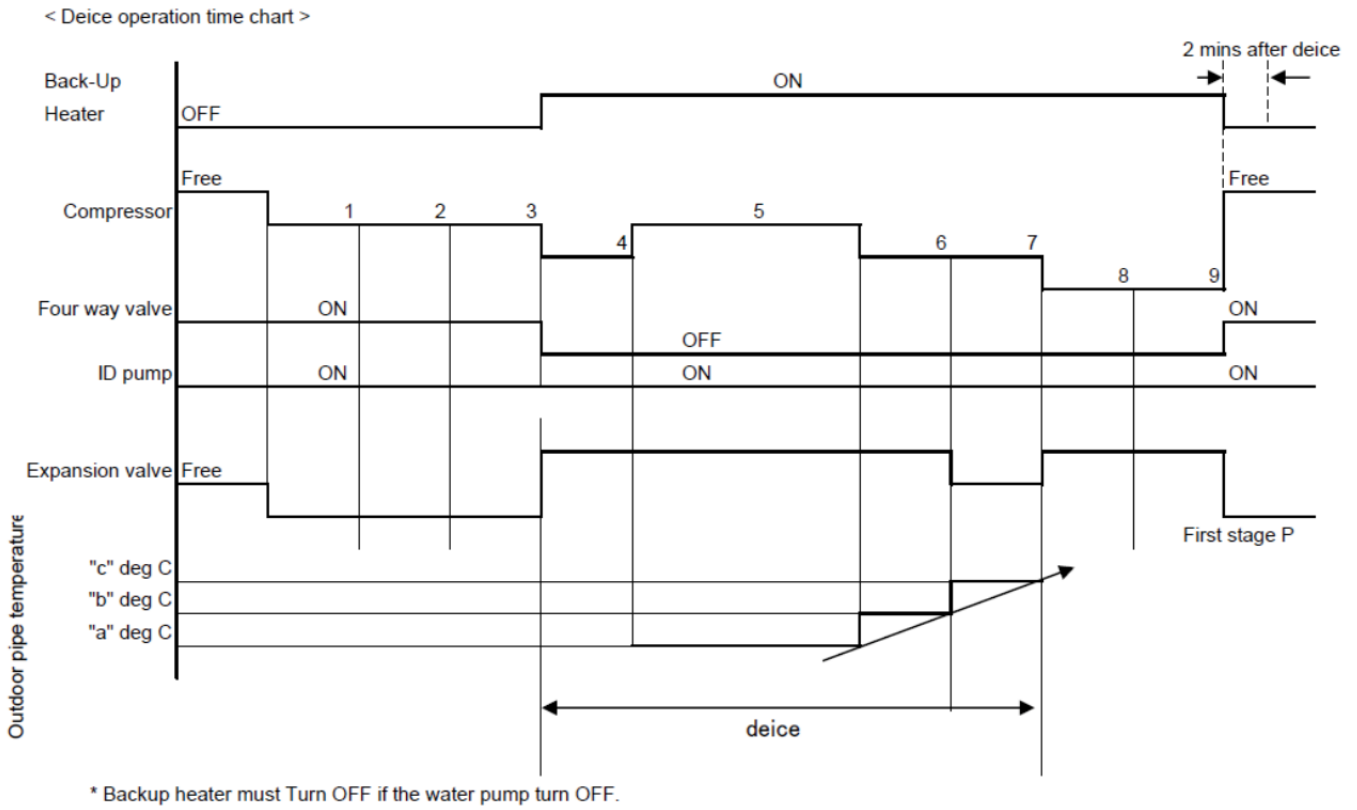 < Deice operation time chart >
2 mins after deice
Back-Up
Heater
OFF
ON
Free
Free
Compressor
1
2
3
4
5
6
7
8
9
Four way valve
ON
OFF
ON
ID pump
ON
ON
ON
Expansion valve
Free
First stage P
Outdoor pipe temperature
"c" deg C
"b" deg C
"a" deg C
deice
* Backup heater must Turn OFF if the water pump turn OFF.